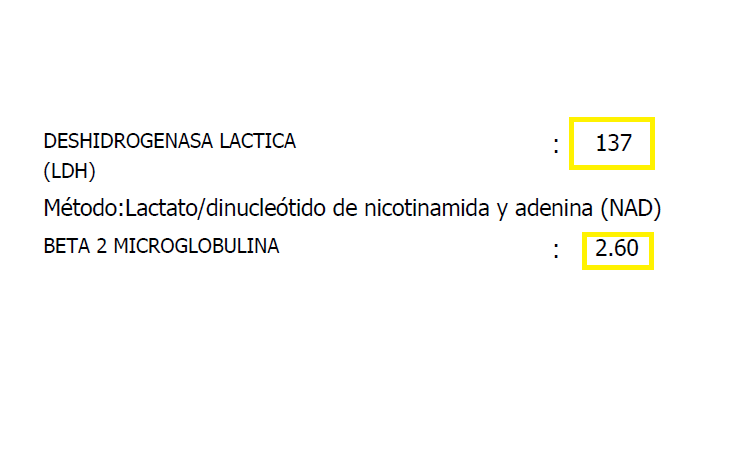 DESHIDROGENASA LACTICA : 137
(LDH)
Método:Lactato/dinucleótido de nicotinamida y adenina (NAD)
BETA 2 MICROGLOBULINA : 2.60